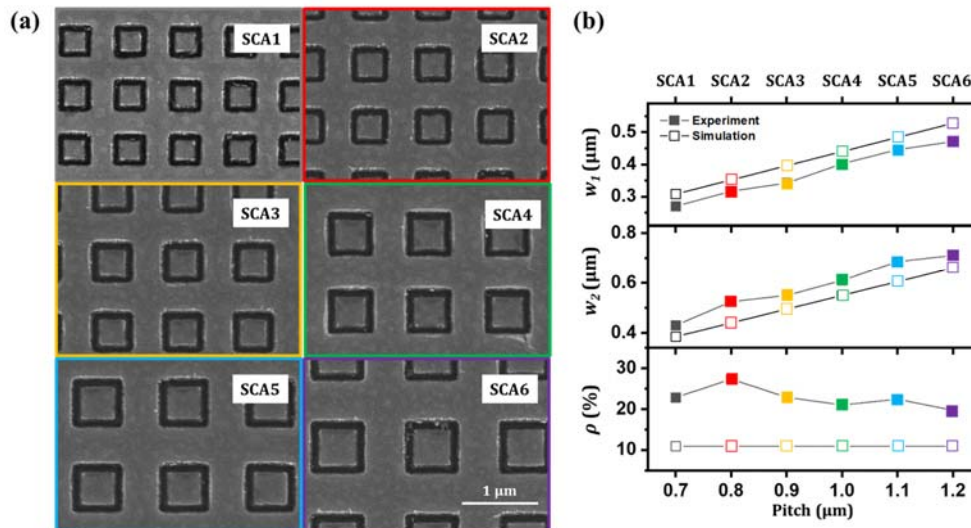 (a)
SCA1
SCA2
SCA3
SCA4
SCA5
SCA6
1 μm
(b)
SCA1 SCA2 SCA3 SCA4 SCA5 SCA6
Experiment
Simulation
w1 (μm)
0.5
0.4
0.3
w2 (μm)
0.8
0.6
0.4
ρ (%)
30
20
10
0.7 0.8 0.9 1.0 1.1 1.2
Pitch (μm)